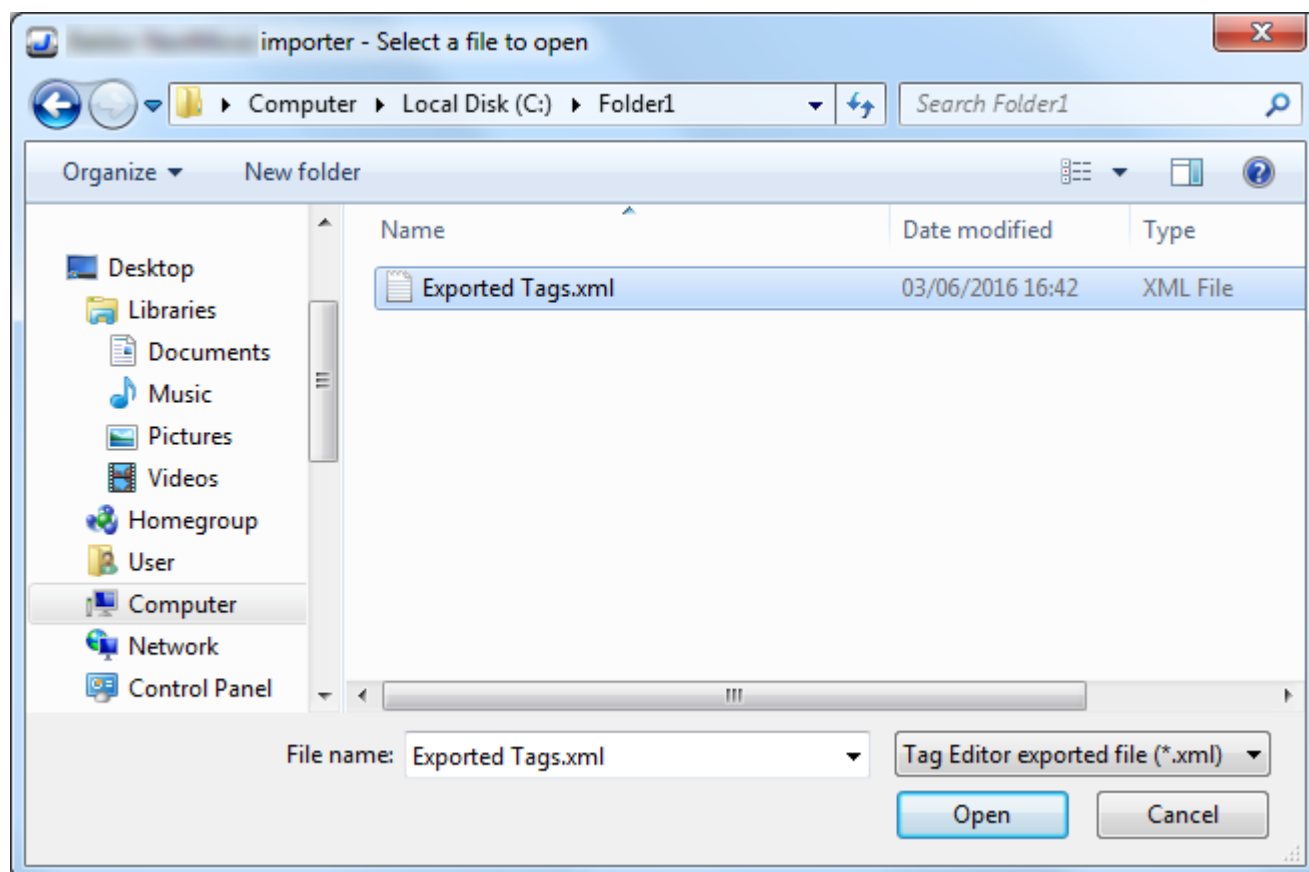 importer - Select a file to open
Computer Local Disk (C:) Folder1 Search Folder1
Organize New folder
Name Date modified Type
Exported Tags.xml 03/06/2016 16:42 XML File
Desktop
Libraries
Documents
Music
Pictures
Videos
Homegroup
User
Computer
Network
Control Panel
File name: Exported Tags.xml Tag Editor exported file (*.xml)
Open Cancel